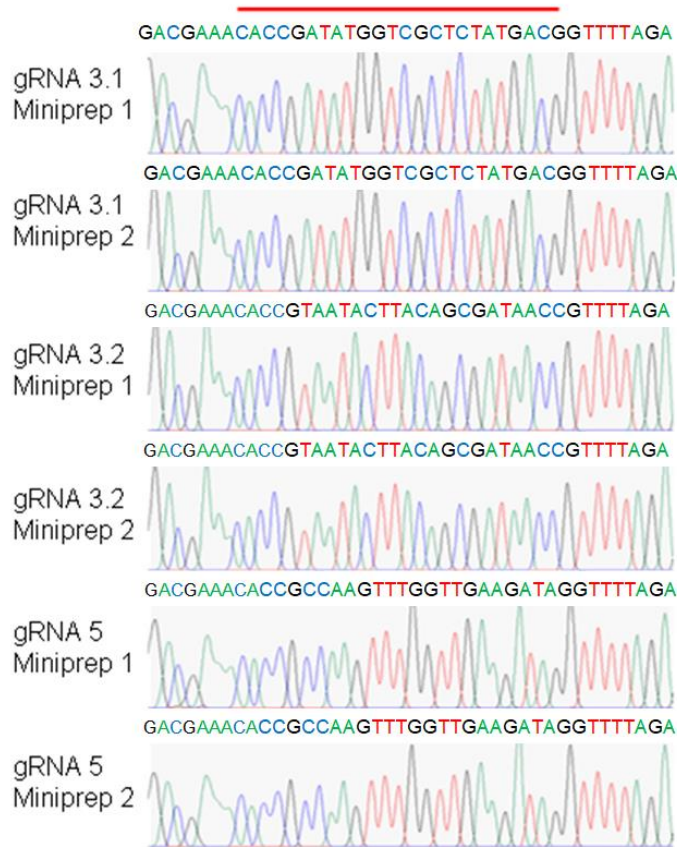 GACGAAACACCGATATGGTCGCTCTATGACGGTTTTAGA
gRNA 3.1
Miniprep 1
GACGAAACACCGATATGGTCGCTCTATGACGGTTTTAGA
gRNA 3.1
Miniprep 2
GACGAAACACCGTAATACTTACAGCGATAACCGTTTTAGA
gRNA 3.2
Miniprep 1
GACGAAACACCGTAATACTTACAGCGATAACCGTTTTAGA
gRNA 3.2
Miniprep 2
GACGAAACACCGCCAAGTTTGGTTGAAGATAGGTTTTAGA
gRNA 5
Miniprep 1
GACGAAACACCGCCAAGTTTGGTTGAAGATAGGTTTTAGA
gRNA 5
Miniprep 2